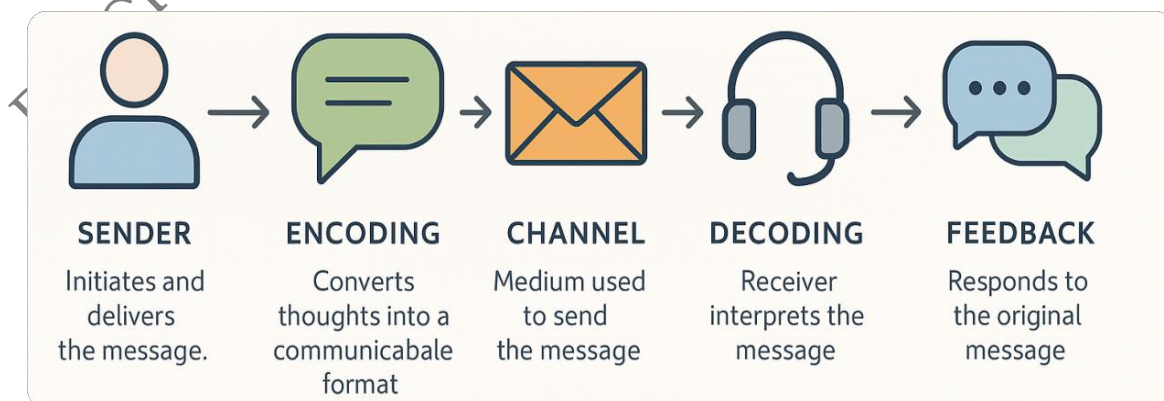 SENDER
Initiates and
delivers
the message.
ENCODING
Converts
thoughts into a
communicabale
format
CHANNEL
Medium used
to send
the message
DECODING
Receiver
interprets the
message
FEEDBACK
Responds to
the original
message